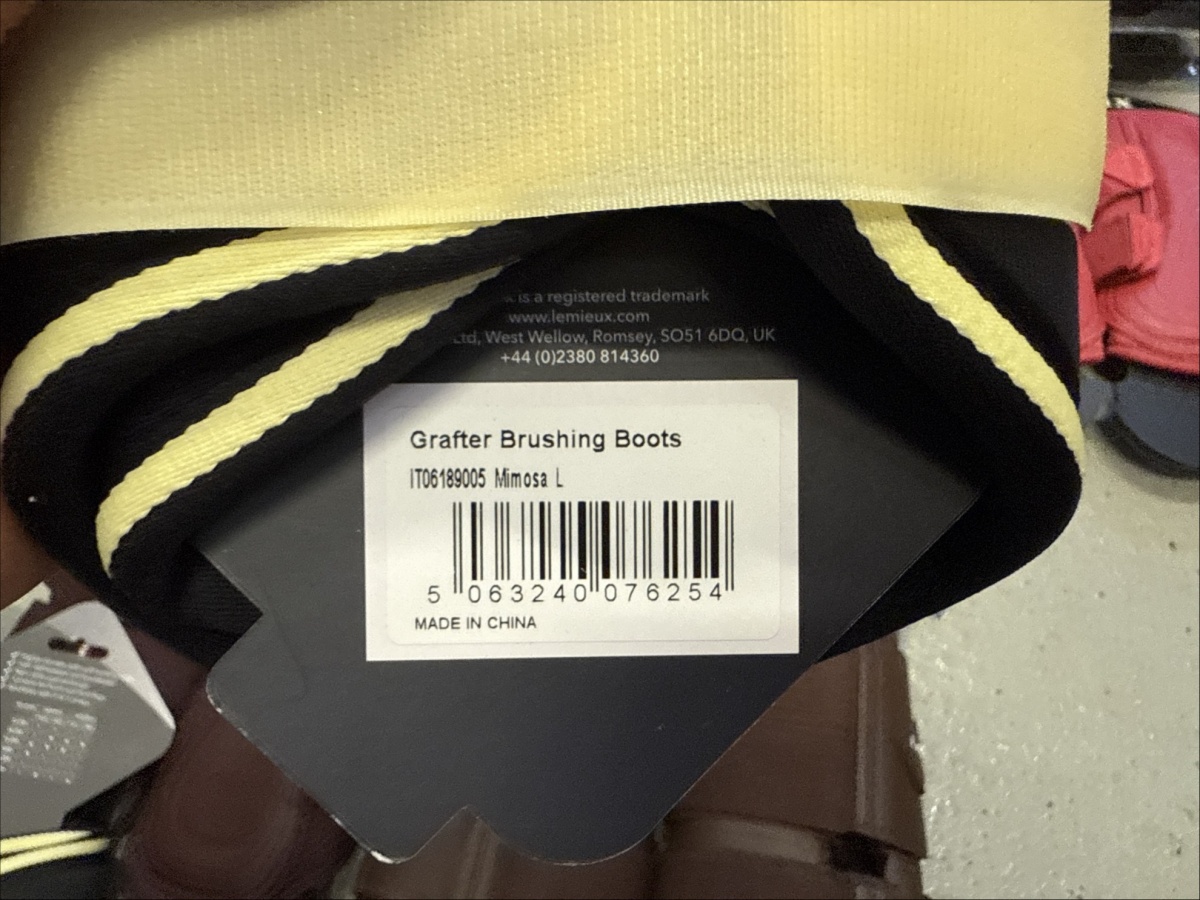 is a registered trademark
www.lemieux.com
Ltd, West Wellow, Romsey, SO51 6DQ, UK
+44 (0)2380 814360
Grafter Brushing Boots
IT06189005 Mimosa L
5 063240 076254
MADE IN CHINA